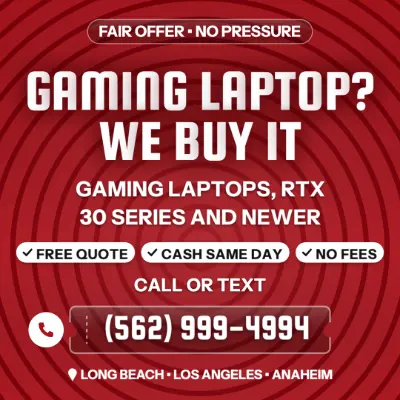 FAIR OFFER • NO PRESSURE
GAMING LAPTOP?
WE BUY IT
GAMING LAPTOPS, RTX
30 SERIES AND NEWER
FREE QUOTE CASH SAME DAY NO FEES
CALL OR TEXT
(562) 999-4994
LONG BEACH • LOS ANGELES • ANAHEIM